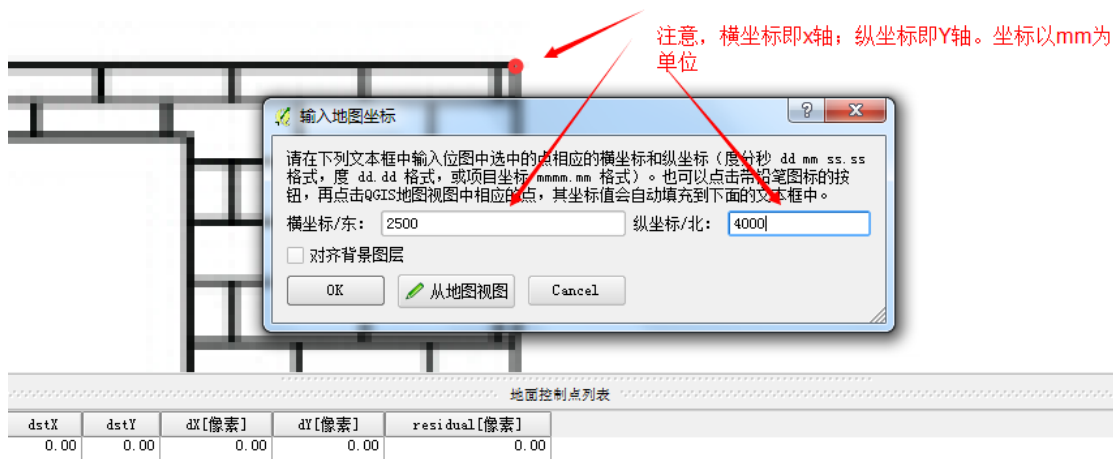 注意，横坐标即x轴；纵坐标即Y轴。坐标以mm为
单位
输入地图坐标
请在下列文本框中输入位图中选中的点相应的横坐标和纵坐标（度分秒 dd mm ss.ss
格式，度 dd.dd 格式，或项目坐标 mmmm.mm 格式）。也可以点击带铅笔图标的按
钮，再点击QGIS地图视图中相应的点，其坐标值会自动填充到下面的文本框中。
横坐标/东： 2500 纵坐标/北： 4000
对齐背景图层
OK 从地图视图 Cancel
地面控制点列表
dstX dstY dX[像素] dY[像素] residual[像素]
0.00 0.00 0.00 0.00 0.00